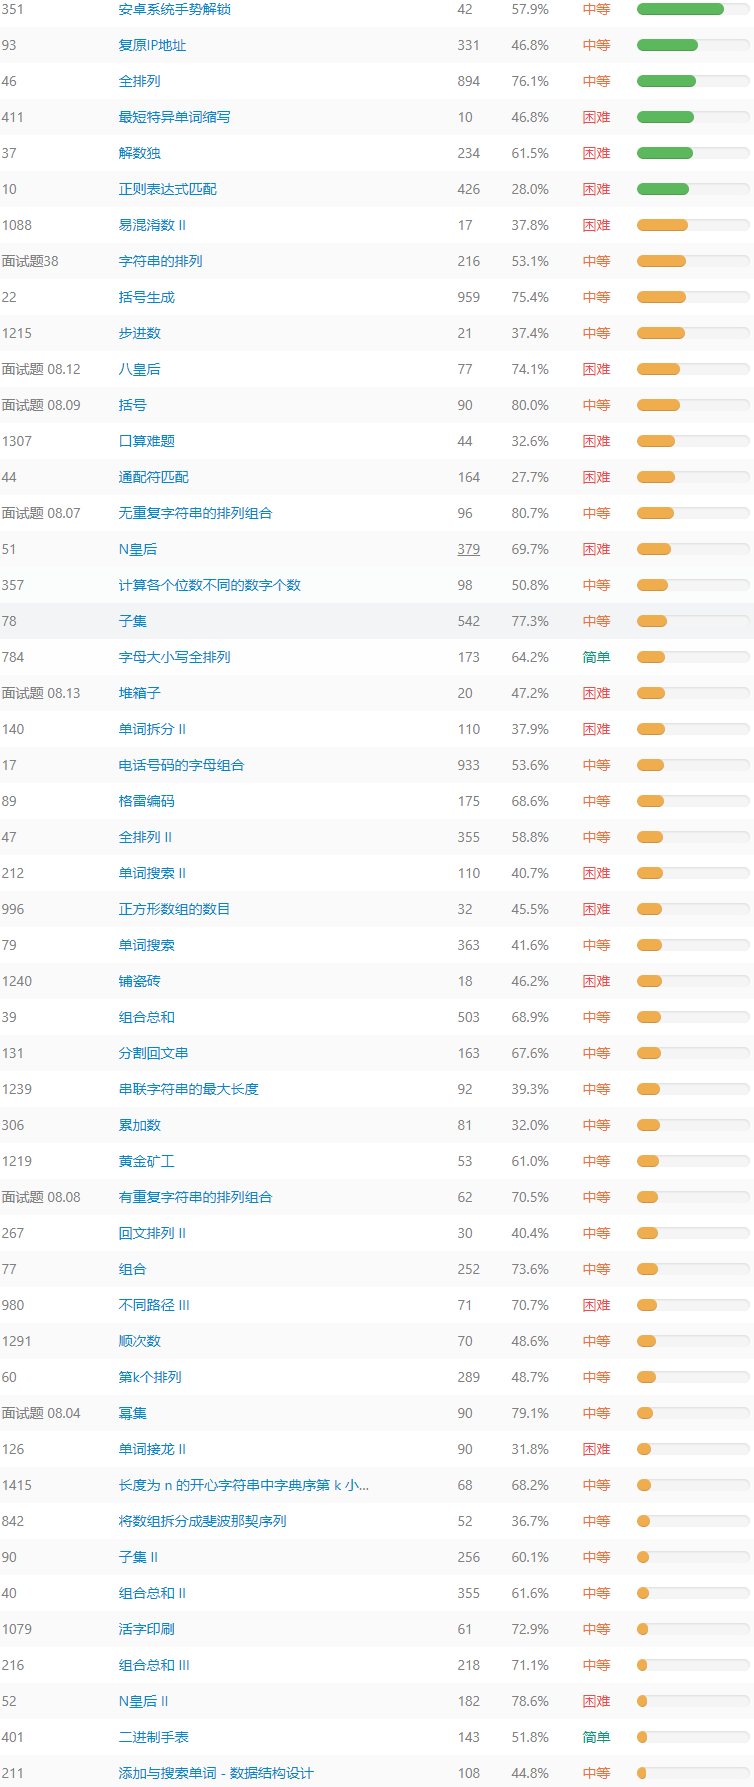 351 安卓系统手势解锁 42 57.9% 中等
93 复原IP地址 331 46.8% 中等
46 全排列 894 76.1% 中等
411 最短特异单词缩写 10 46.8% 困难
37 解数独 234 61.5% 困难
10 正则表达式匹配 426 28.0% 困难
1088 易混淆数 II 17 37.8% 困难
面试题38 字符串的排列 216 53.1% 中等
22 括号生成 959 75.4% 中等
1215 步进数 21 37.4% 中等
面试题 08.12 八皇后 77 74.1% 困难
面试题 08.09 括号 90 80.0% 中等
1307 口算难题 44 32.6% 困难
44 通配符匹配 164 27.7% 困难
面试题 08.07 无重复字符串的排列组合 96 80.7% 中等
51 N皇后 379 69.7% 困难
357 计算各个位数不同的数字个数 98 50.8% 中等
78 子集 542 77.3% 中等
784 字母大小写全排列 173 64.2% 简单
面试题 08.13 堆箱子 20 47.2% 困难
140 单词拆分 II 110 37.9% 困难
17 电话号码的字母组合 933 53.6% 中等
89 格雷编码 175 68.6% 中等
47 全排列 II 355 58.8% 中等
212 单词搜索 II 110 40.7% 困难
996 正方形数组的数目 32 45.5% 困难
79 单词搜索 363 41.6% 中等
1240 铺瓷砖 18 46.2% 困难
39 组合总和 503 68.9% 中等
131 分割回文串 163 67.6% 中等
1239 串联字符串的最大长度 92 39.3% 中等
306 累加数 81 32.0% 中等
1219 黄金矿工 53 61.0% 中等
面试题 08.08 有重复字符串的排列组合 62 70.5% 中等
267 回文排列 II 30 40.4% 中等
77 组合 252 73.6% 中等
980 不同路径 III 71 70.7% 困难
1291 顺次数 70 48.6% 中等
60 第k个排列 289 48.7% 中等
面试题 08.04 幂集 90 79.1% 中等
126 单词接龙 II 90 31.8% 困难
1415 长度为 n 的开心字符串中字典序第 k 小... 68 68.2% 中等
842 将数组拆分成斐波那契序列 52 36.7% 中等
90 子集 II 256 60.1% 中等
40 组合总和 II 355 61.6% 中等
1079 活字印刷 61 72.9% 中等
216 组合总和 III 218 71.1% 中等
52 N皇后 II 182 78.6% 困难
401 二进制手表 143 51.8% 简单
211 添加与搜索单词 - 数据结构设计 108 44.8% 中等